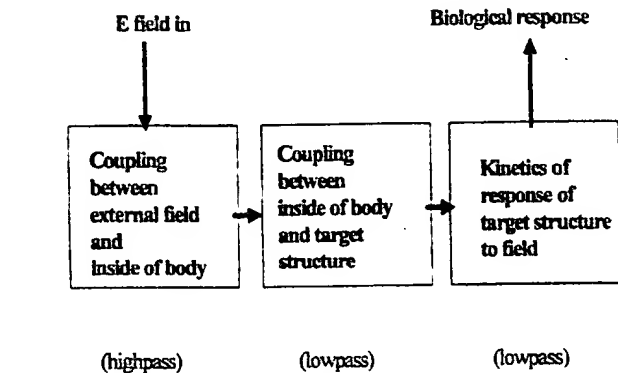 E field in
Biological response
Coupling
between
external field
and
inside of body
Coupling
between
inside of body
and target
structure
Kinetics of
response of
target structure
to field
(highpass)
(lowpass)
(lowpass)